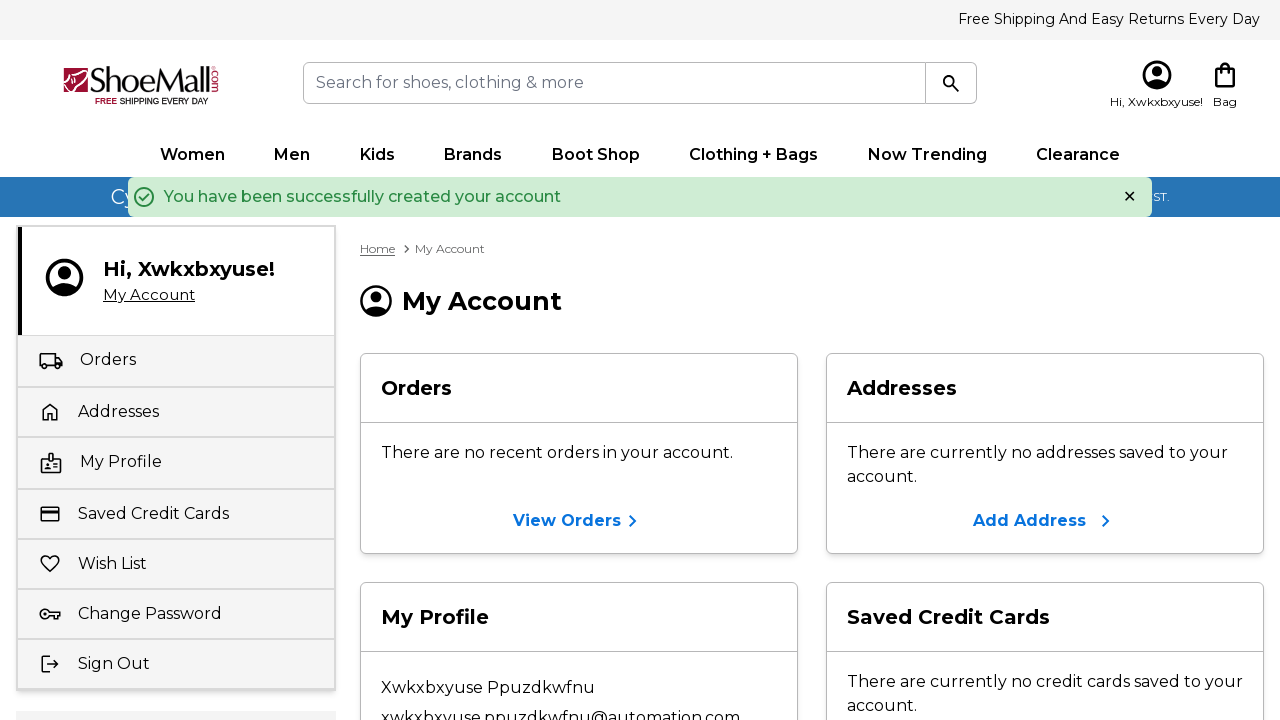 Free Shipping And Easy Returns Every Day
ShoeMall.com
FREE SHIPPING EVERY DAY
Search for shoes, clothing & more
Hi, Xwkxbxyuse!
Bag
Women
Men
Kids
Brands
Boot Shop
Clothing + Bags
Now Trending
Clearance
You have been successfully created your account
ST.
Hi, Xwkxbxyuse!
My Account
Orders
Addresses
My Profile
Saved Credit Cards
Wish List
Change Password
Sign Out
Home > My Account
My Account
Orders
There are no recent orders in your account.
View Orders
Addresses
There are currently no addresses saved to your
account.
Add Address
My Profile
Xwkxbxyuse Ppuzdkwfnu
xwkxbxyuse.ppuzdkwfnu@automation.com
Saved Credit Cards
There are currently no credit cards saved to your
account.